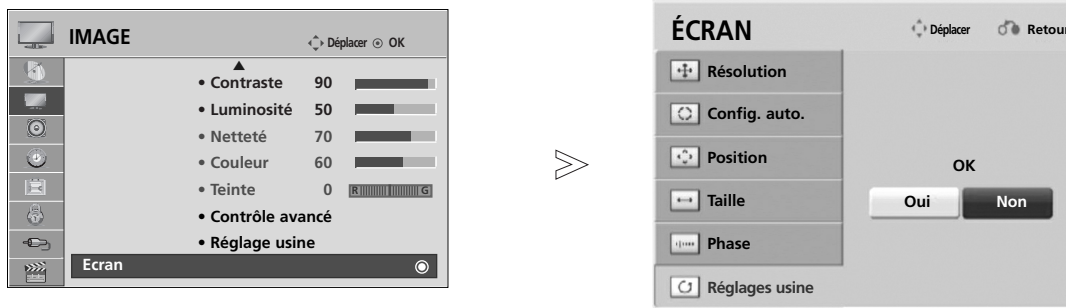 IMAGE
Déplacer OK
• Contraste 90
• Luminosité 50
• Netteté 70
• Couleur 60
• Teinte 0 R G
• Contrôle avancé
• Réglage usine
Ecran
ÉCRAN
Déplacer Retour
Résolution
Config. auto.
Position
Taille
Phase
Réglages usine
OK
Oui Non